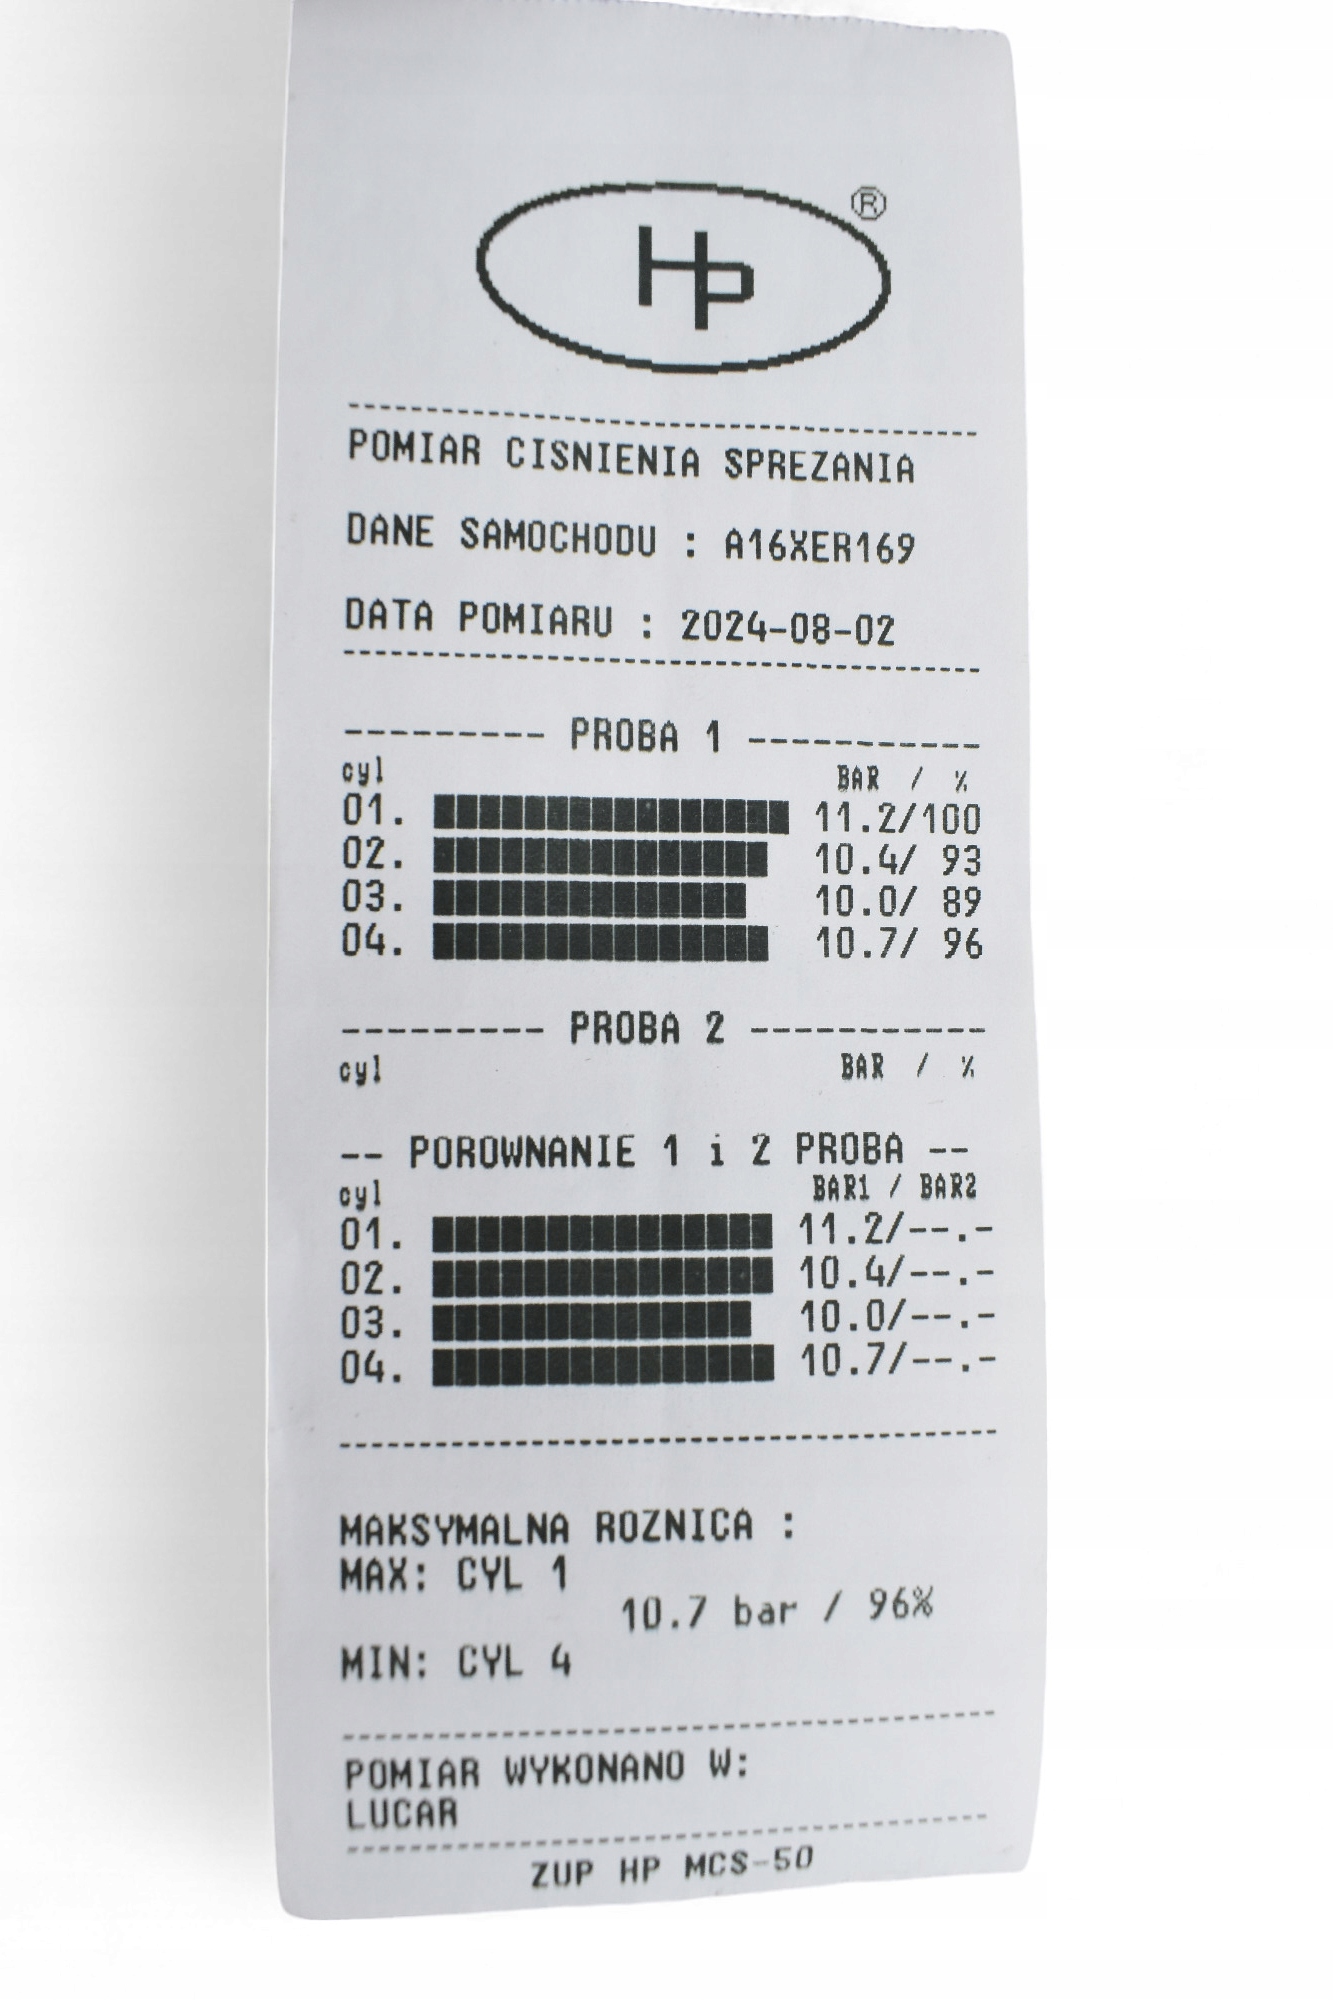 HP ®
POMIAR CISNIENIA SPREZANIA
DANE SAMOCHODU : A16XER169
DATA POMIARU : 2024-08-02
--------- PROBA 1 -----------
cyl BAR / %
01. 11.2/100
02. 10.4/ 93
03. 10.0/ 89
04. 10.7/ 96
--------- PROBA 2 -----------
cyl BAR / %
-- POROWNANIE 1 i 2 PROBA --
cyl BAR1 / BAR2
01. 11.2/--.-
02. 10.4/--.-
03. 10.0/--.-
04. 10.7/--.-
MAKSYMALNA ROZNICA :
MAX: CYL 1
10.7 bar / 96%
MIN: CYL 4
POMIAR WYKONANO W:
LUCAR
ZUP HP MCS-50